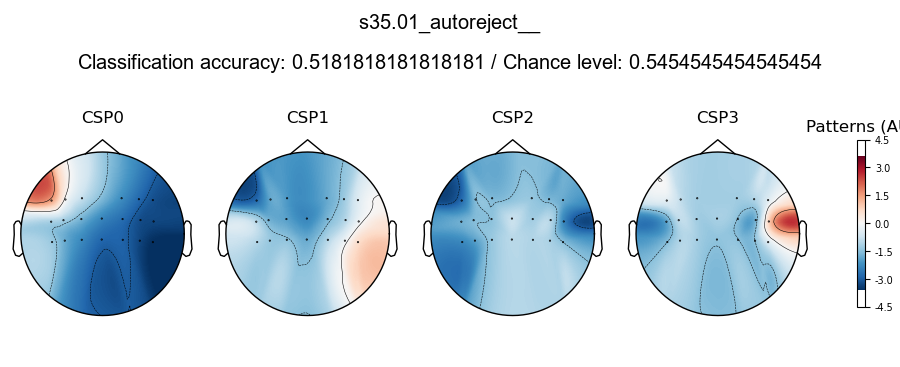 s35.01_autoreject__
Classification accuracy: 0.5181818181818181 / Chance level: 0.5454545454545454
CSP0 CSP1 CSP2 CSP3
Patterns (AU
4.5
3.0
1.5
0.0
-1.5
-3.0
-4.5